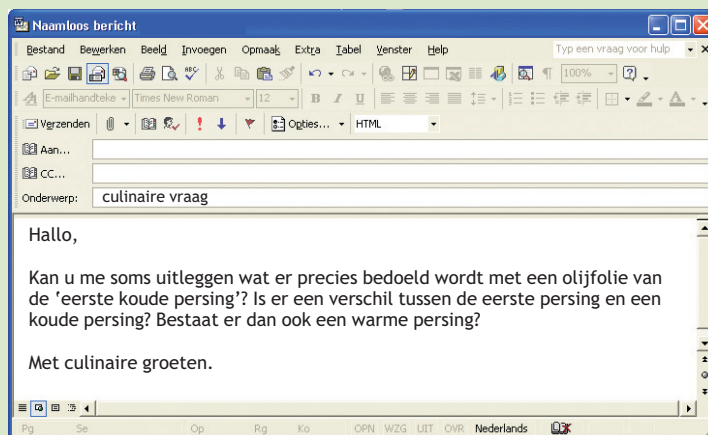 Naamloos bericht
Bestand Bewerken Beeld Invoegen Opmaak Extra Tabel Venster Help Typ een vraag voor hulp
100%
E-mailhandteke Times New Roman 12 B I U
Verzenden Opties... HTML
Aan...
CC...
Onderwerp: culinaire vraag
Hallo,
Kan u me soms uitleggen wat er precies bedoeld wordt met een olijfolie van
de ‘eerste koude persing’? Is er een verschil tussen de eerste persing en een
koude persing? Bestaat er dan ook een warme persing?
Met culinaire groeten.
Pg Se Op Rg Ko OPN WZG UIT OVR Nederlands